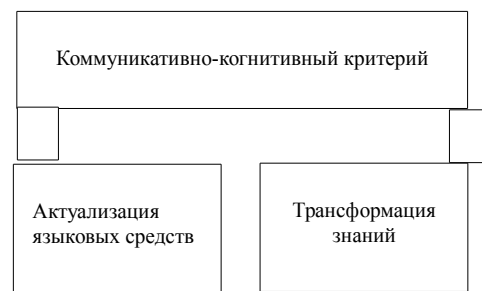 Коммуникативно-когнитивный критерий
Актуализация
языковых средств
Трансформация
знаний